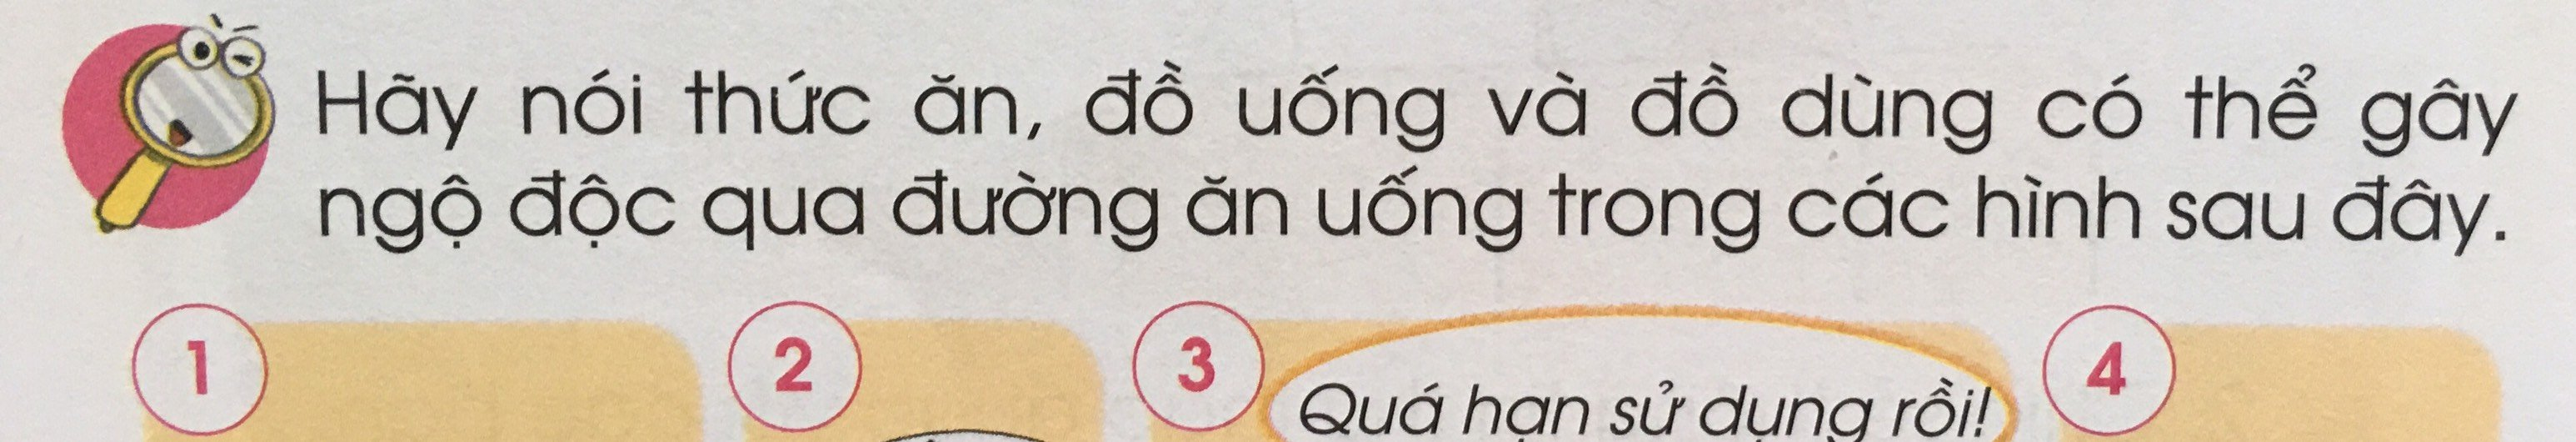 Hãy nói thức ăn, đồ uống và đồ dùng có thể gây
ngộ độc qua đường ăn uống trong các hình sau đây.
1
2
3
Quá hạn sử dụng rồi!
4